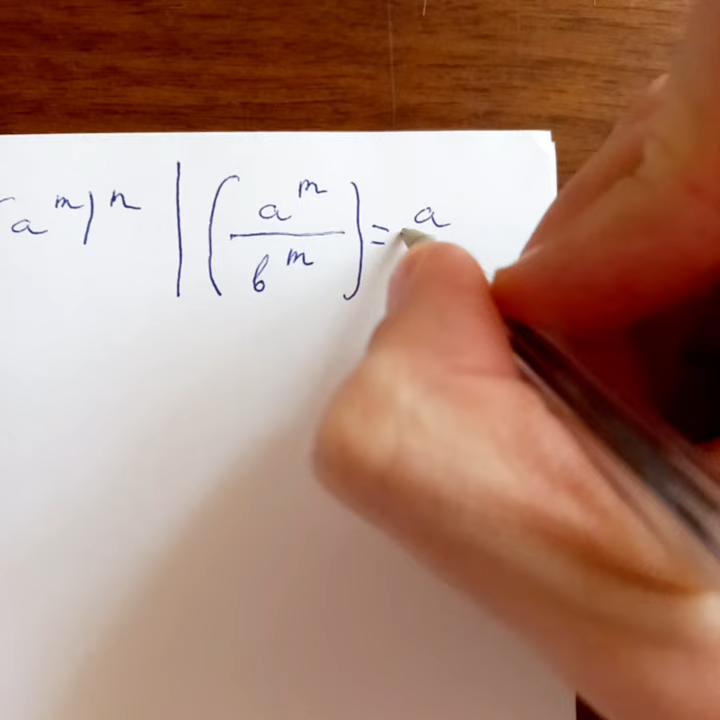 (a^m)^n | (a^m / b^m) = a